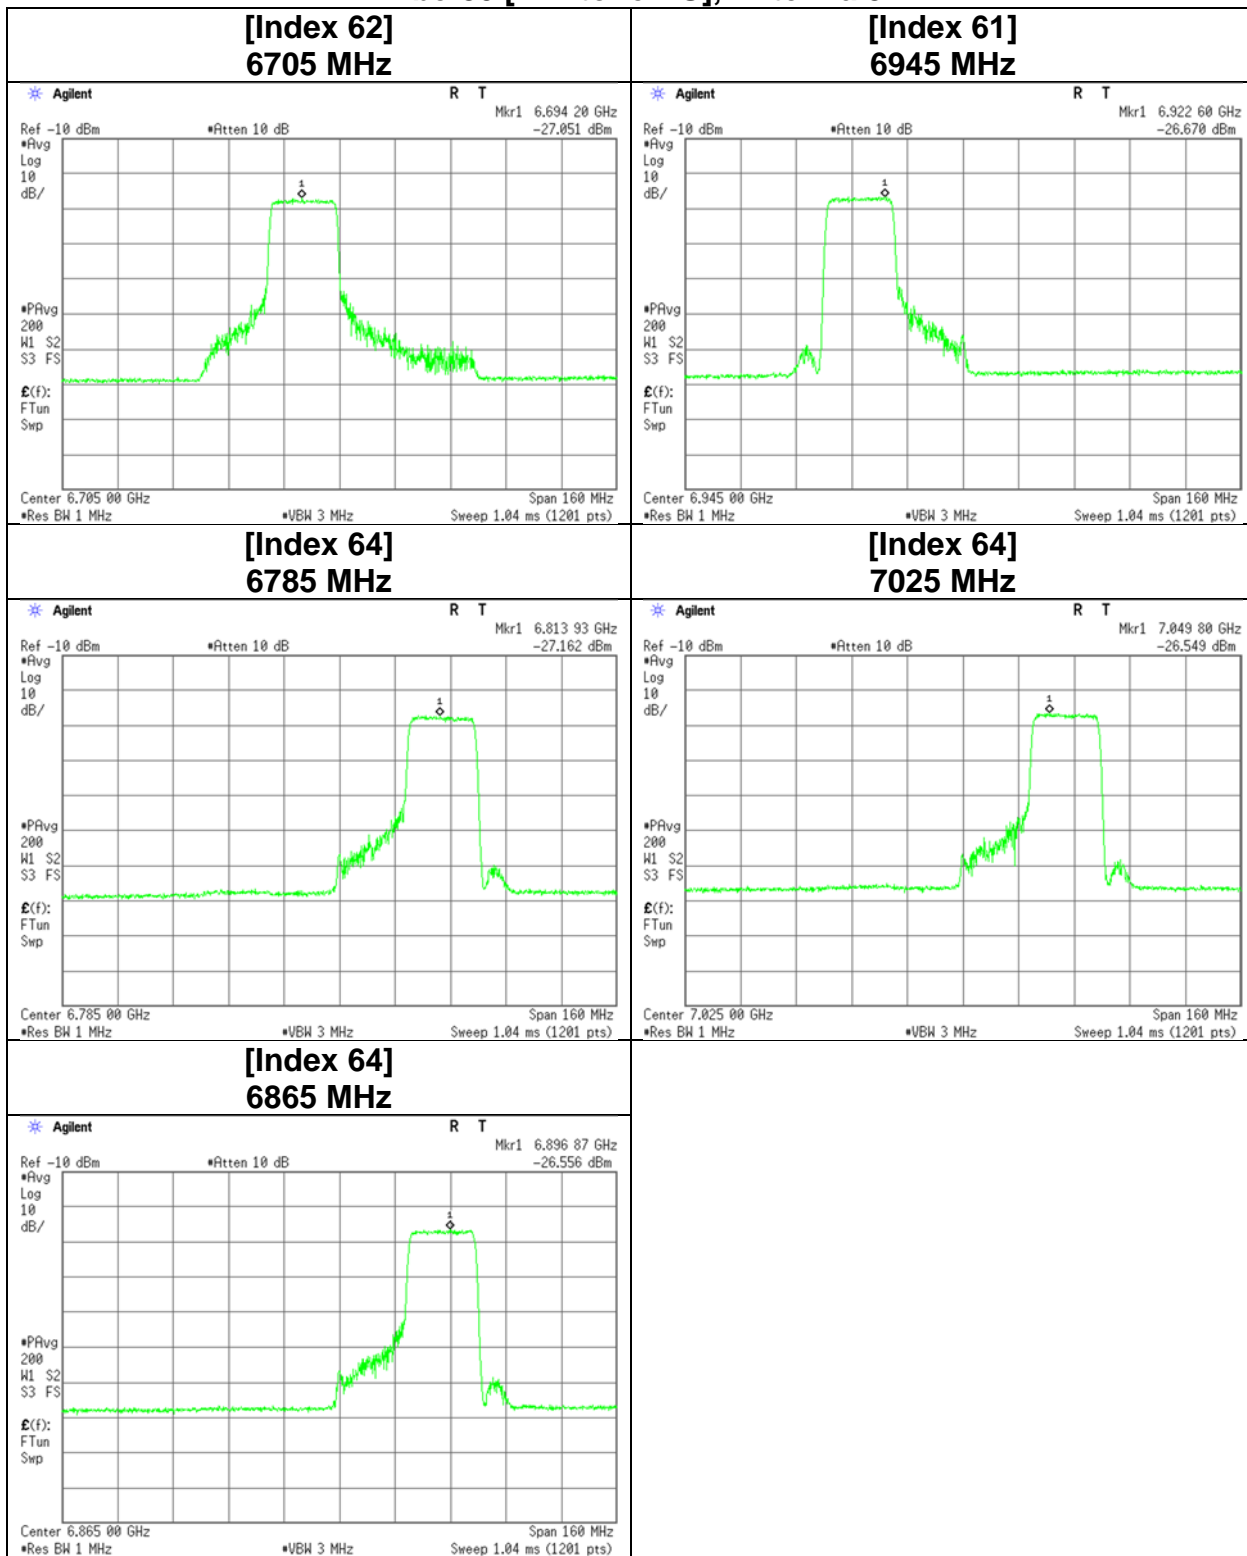 [Index 62]
6705 MHz
Agilent
R T
Mkr1 6.694 20 GHz
Ref -10 dBm
*Atten 10 dB
-27.051 dBm
*Avg
Log
10
dB/
1
*PAvg
200
W1 S2
S3 FS
£(f):
FTun
Swp
Center 6.705 00 GHz
Span 160 MHz
*Res BW 1 MHz
*VBW 3 MHz
Sweep 1.04 ms (1201 pts)
[Index 61]
6945 MHz
Agilent
R T
Mkr1 6.922 60 GHz
Ref -10 dBm
*Atten 10 dB
-26.670 dBm
*Avg
Log
10
dB/
1
*PAvg
200
W1 S2
S3 FS
£(f):
FTun
Swp
Center 6.945 00 GHz
Span 160 MHz
*Res BW 1 MHz
*VBW 3 MHz
Sweep 1.04 ms (1201 pts)
[Index 64]
6785 MHz
Agilent
R T
Mkr1 6.813 93 GHz
Ref -10 dBm
*Atten 10 dB
-27.162 dBm
*Avg
Log
10
dB/
1
*PAvg
200
W1 S2
S3 FS
£(f):
FTun
Swp
Center 6.785 00 GHz
Span 160 MHz
*Res BW 1 MHz
*VBW 3 MHz
Sweep 1.04 ms (1201 pts)
[Index 64]
7025 MHz
Agilent
R T
Mkr1 7.049 80 GHz
Ref -10 dBm
*Atten 10 dB
-26.549 dBm
*Avg
Log
10
dB/
1
*PAvg
200
W1 S2
S3 FS
£(f):
FTun
Swp
Center 7.025 00 GHz
Span 160 MHz
*Res BW 1 MHz
*VBW 3 MHz
Sweep 1.04 ms (1201 pts)
[Index 64]
6865 MHz
Agilent
R T
Mkr1 6.896 87 GHz
Ref -10 dBm
*Atten 10 dB
-26.556 dBm
*Avg
Log
10
dB/
1
*PAvg
200
W1 S2
S3 FS
£(f):
FTun
Swp
Center 6.865 00 GHz
Span 160 MHz
*Res BW 1 MHz
*VBW 3 MHz
Sweep 1.04 ms (1201 pts)